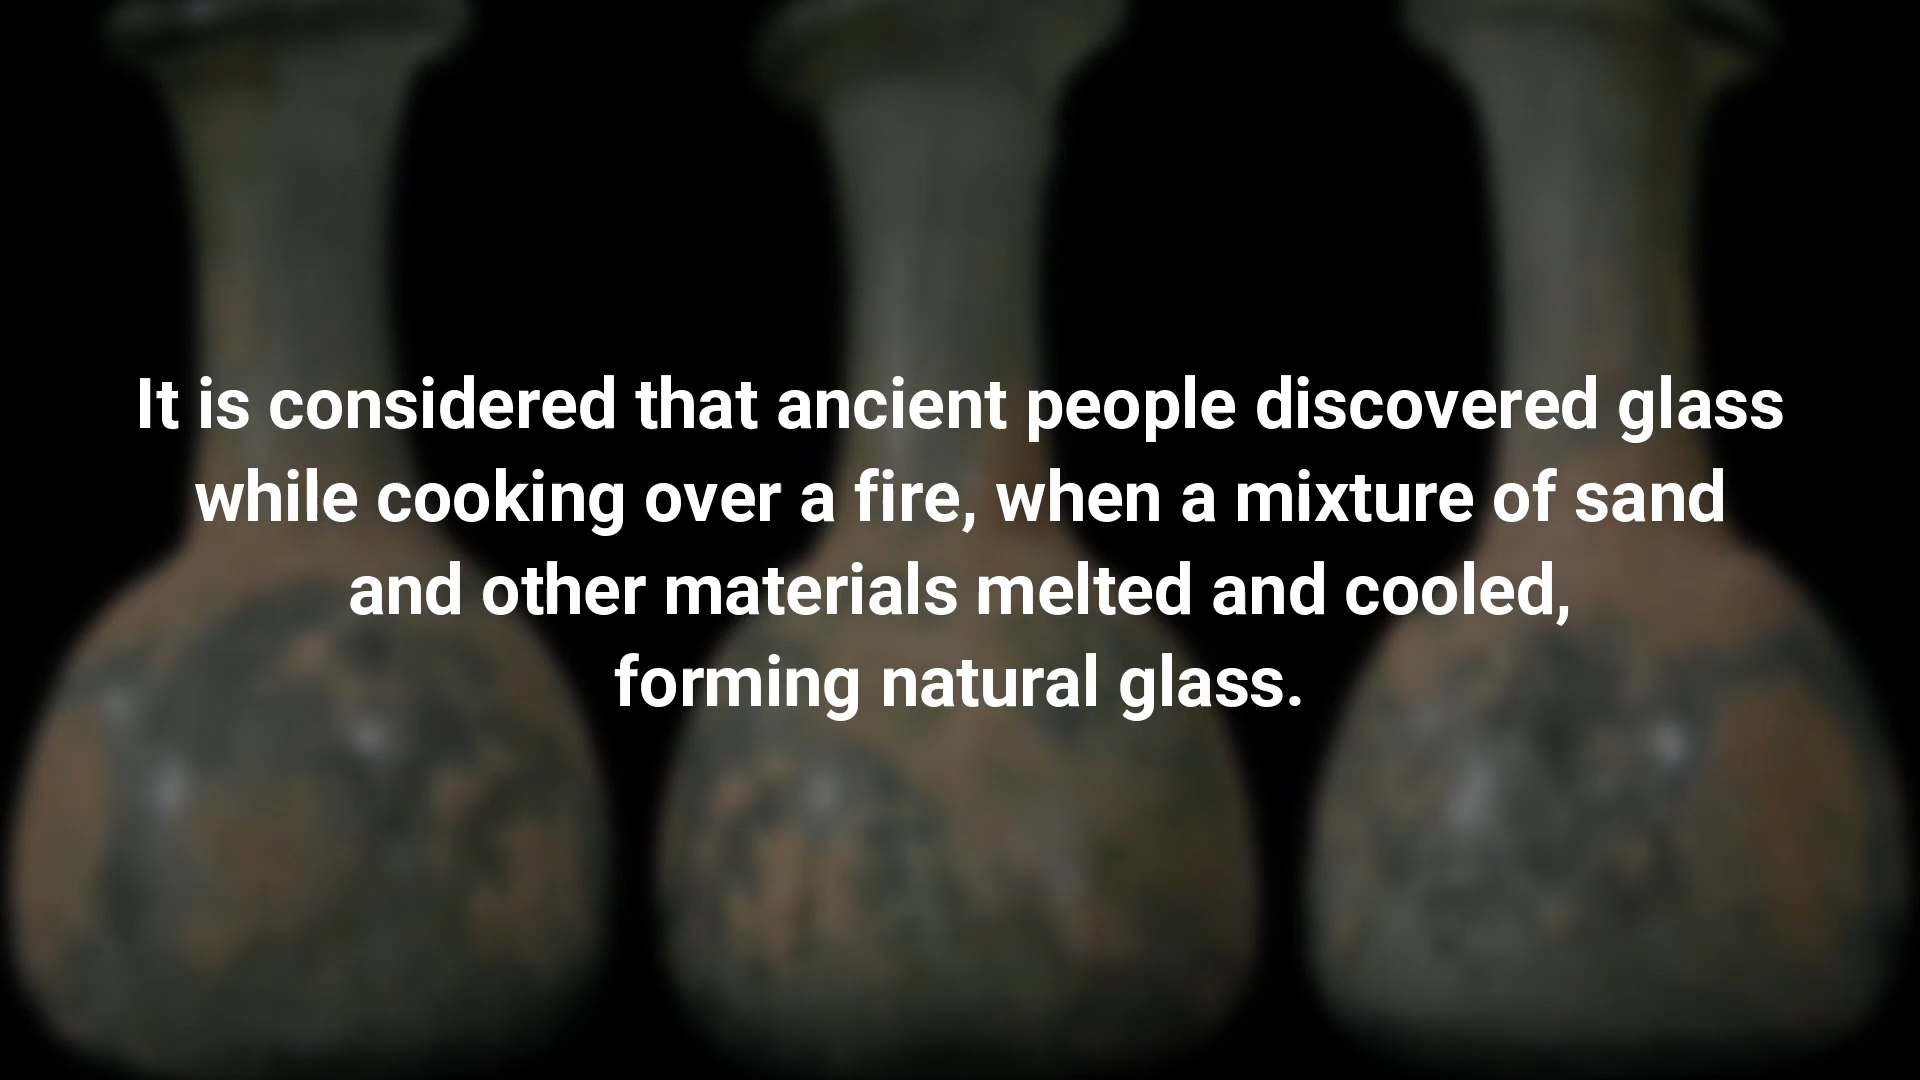 It is considered that ancient people discovered glass
while cooking over a fire, when a mixture of sand
and other materials melted and cooled,
forming natural glass.